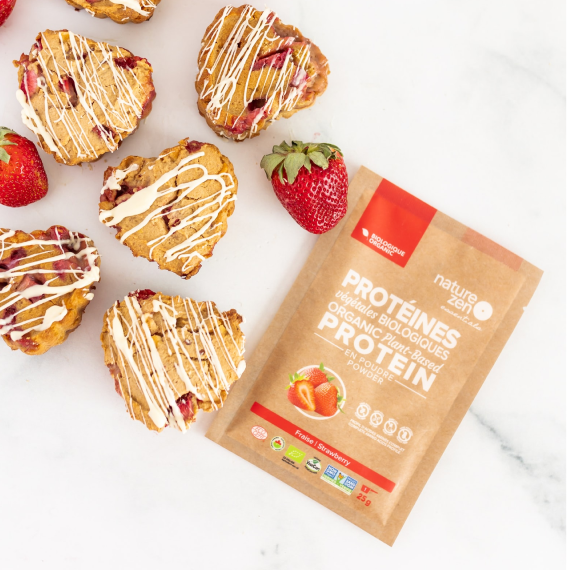 BIOLOGIQUE
ORGANIC
nature
zen
PROTÉINES
végétales BIOLOGIQUES
ORGANIC Plant-Based
PROTEIN
EN POUDRE
POWDER
Fraise | Strawberry
25g